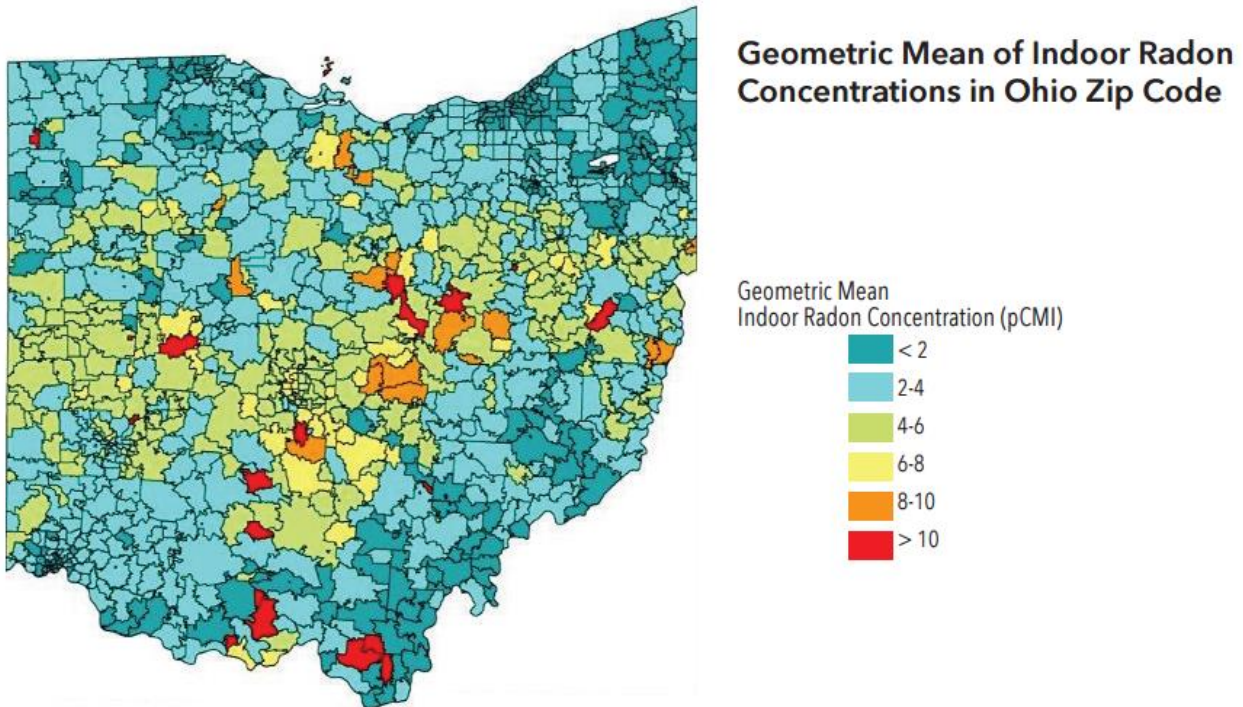 Geometric Mean of Indoor Radon
Concentrations in Ohio Zip Code
Geometric Mean
Indoor Radon Concentration (pCMI)
< 2
2-4
4-6
6-8
8-10
> 10